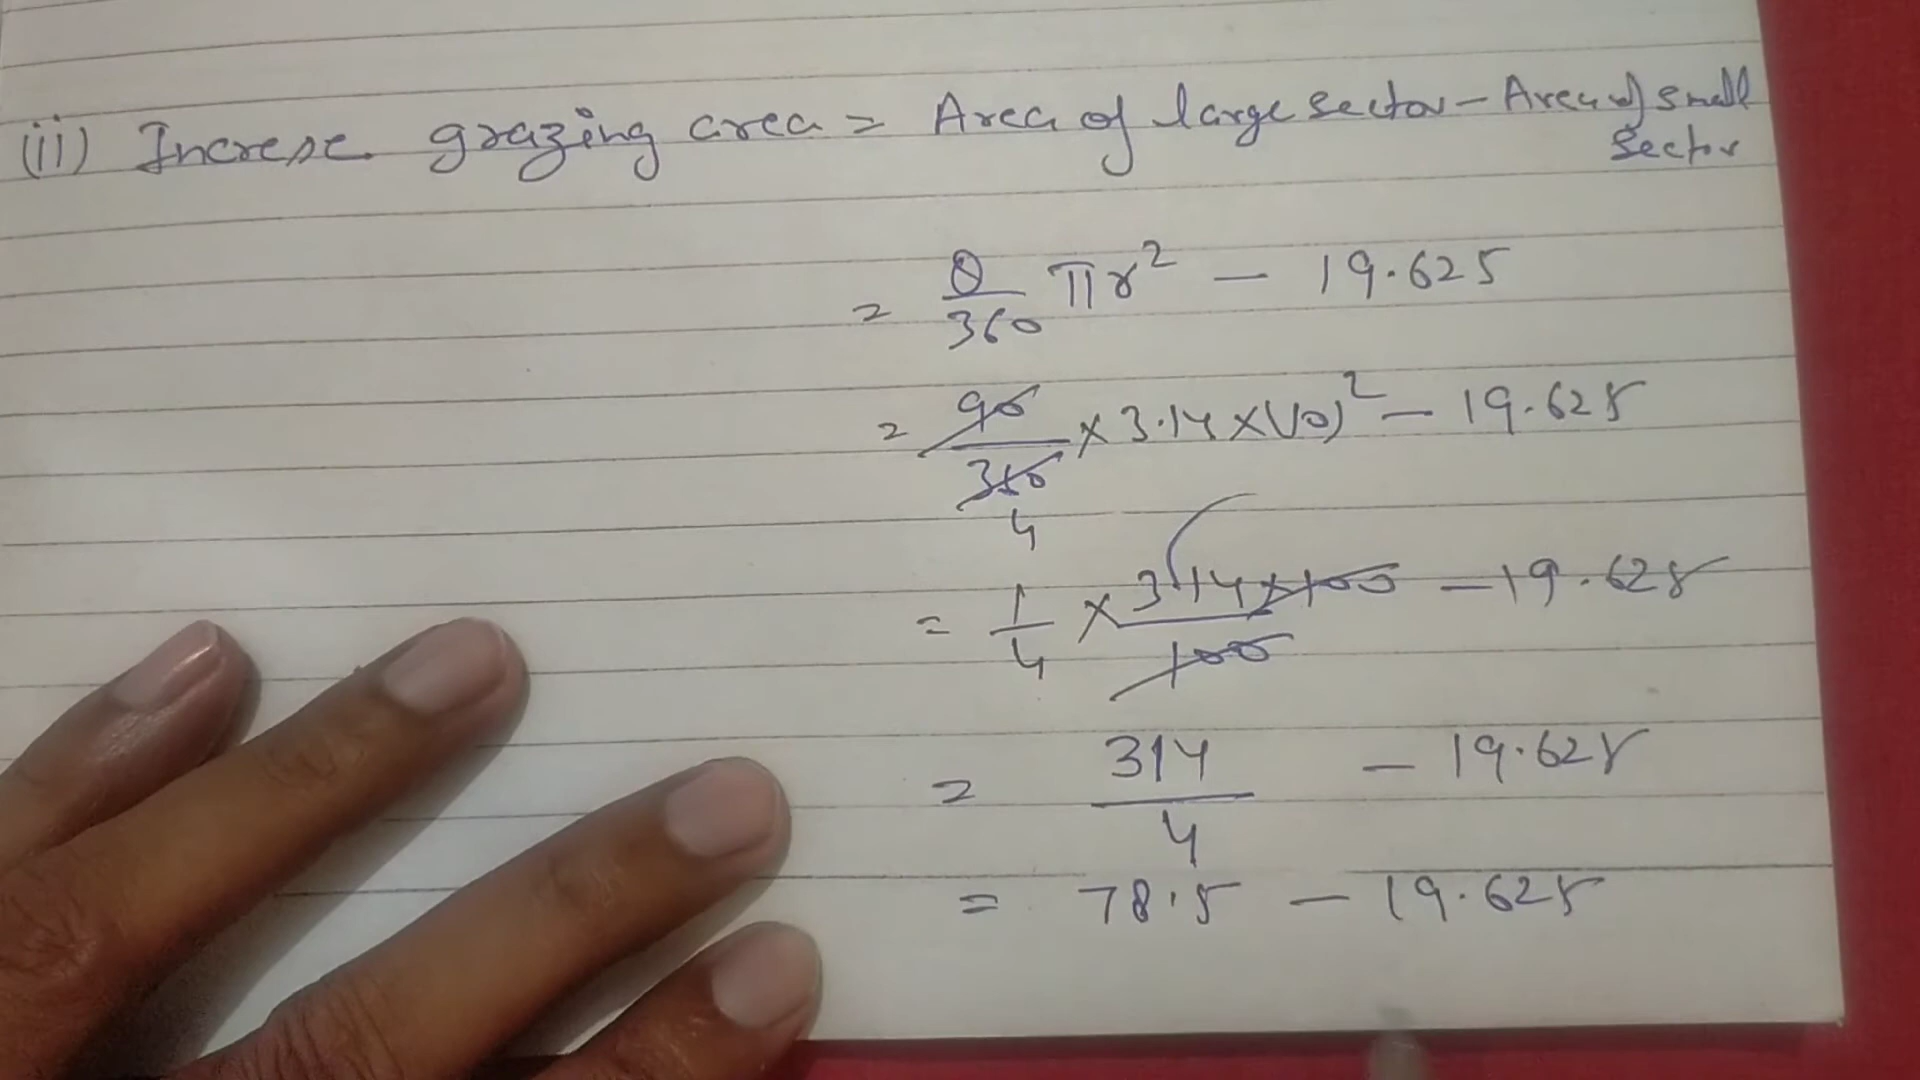 (ii) Increse grazing area = Area of large sector - Area of small
sector
= θ/360 πr² - 19.625
= 90/360 × 3.14 × (10)² - 19.625
4
= 1/4 × 314 × 100/100 - 19.625
= 314/4 - 19.625
= 78.5 - 19.625